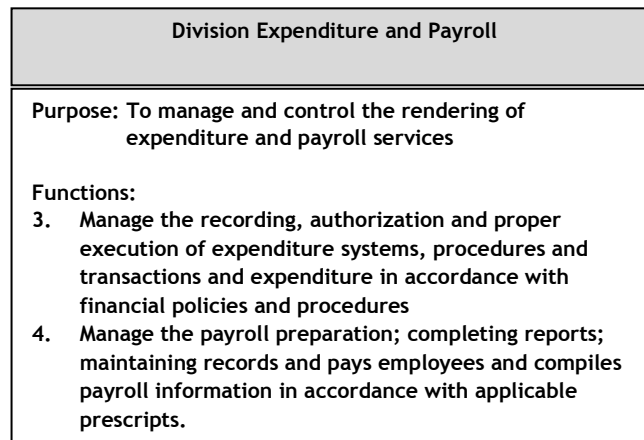 Division Expenditure and Payroll
Purpose: To manage and control the rendering of
expenditure and payroll services
Functions:
3. Manage the recording, authorization and proper
execution of expenditure systems, procedures and
transactions and expenditure in accordance with
financial policies and procedures
4. Manage the payroll preparation; completing reports;
maintaining records and pays employees and compiles
payroll information in accordance with applicable
prescripts.